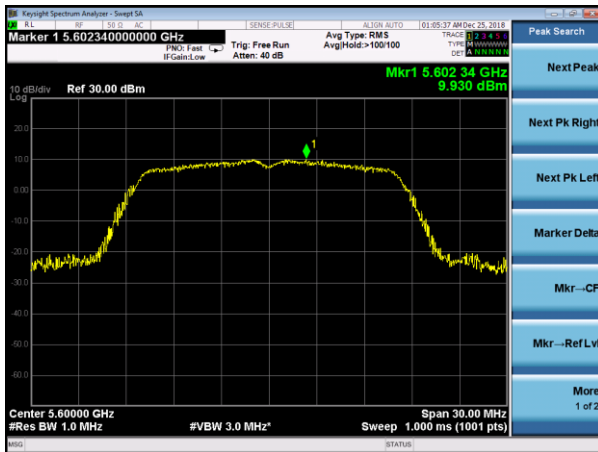 Keysight Spectrum Analyzer - Swept SA
RL RF 50 Ω AC SENSE:PULSE ALIGN AUTO 01:05:37 AM Dec 25, 2018
Marker 1 5.602340000000 GHz
PNO: Fast
IFGain:Low
Trig: Free Run
Atten: 40 dB
Avg Type: RMS
Avg|Hold:>100/100
TRACE 1 2 3 4 5 6
TYPE M W W W W W
DET A N N N N N
Mkr1 5.602 34 GHz
9.930 dBm
10 dB/div Ref 30.00 dBm
Log
20.0
10.0
0.00
-10.0
-20.0
-30.0
-40.0
-50.0
-60.0
1
Center 5.60000 GHz Span 30.00 MHz
#Res BW 1.0 MHz #VBW 3.0 MHz* Sweep 1.000 ms (1001 pts)
MSG STATUS
Peak Search
Next Peak
Next Pk Right
Next Pk Left
Marker Delta
Mkr→CF
Mkr→Ref Lvl
More
1 of 2